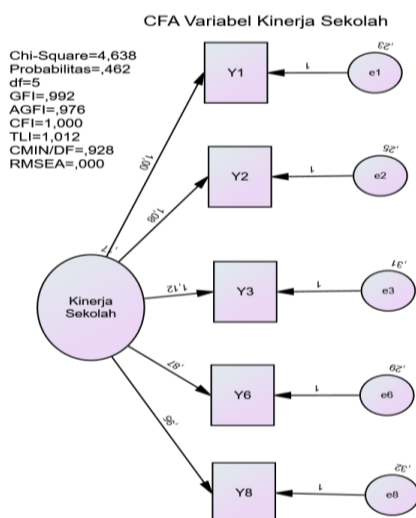 CFA Variabel Kinerja Sekolah
Chi-Square=4,638
Probabilitas=,462
df=5
GFI=,992
AGFI=,976
CFI=1,000
TLI=1,012
CMIN/DF=,928
RMSEA=,000
,23
Y1
1
e1
1,00
,25
Y2
1
e2
1,08
Kinerja
Sekolah
1,12
,31
Y3
1
e3
,87
,29
Y6
1
e6
,32
Y8
1
e8